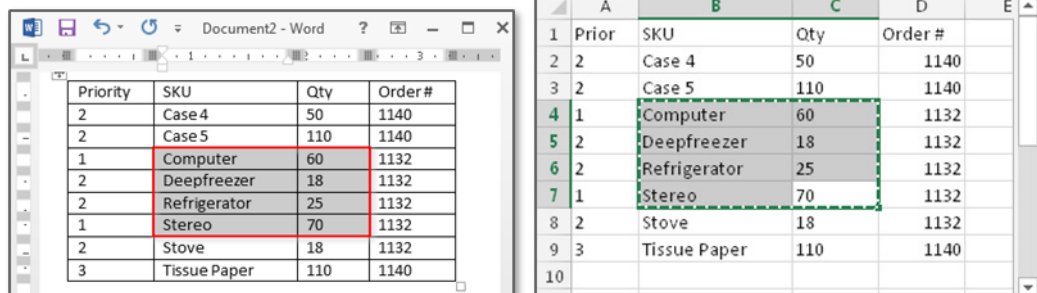 Document2 - Word ?
1 2 3
Priority SKU Qty Order #
2 Case 4 50 1140
2 Case 5 110 1140
1 Computer 60 1132
2 Deepfreezer 18 1132
2 Refrigerator 25 1132
1 Stereo 70 1132
2 Stove 18 1132
3 Tissue Paper 110 1140
A B C D E
1 Prior SKU Qty Order #
2 2 Case 4 50 1140
3 2 Case 5 110 1140
4 1 Computer 60 1132
5 2 Deepfreezer 18 1132
6 2 Refrigerator 25 1132
7 1 Stereo 70 1132
8 2 Stove 18 1132
9 3 Tissue Paper 110 1140
10